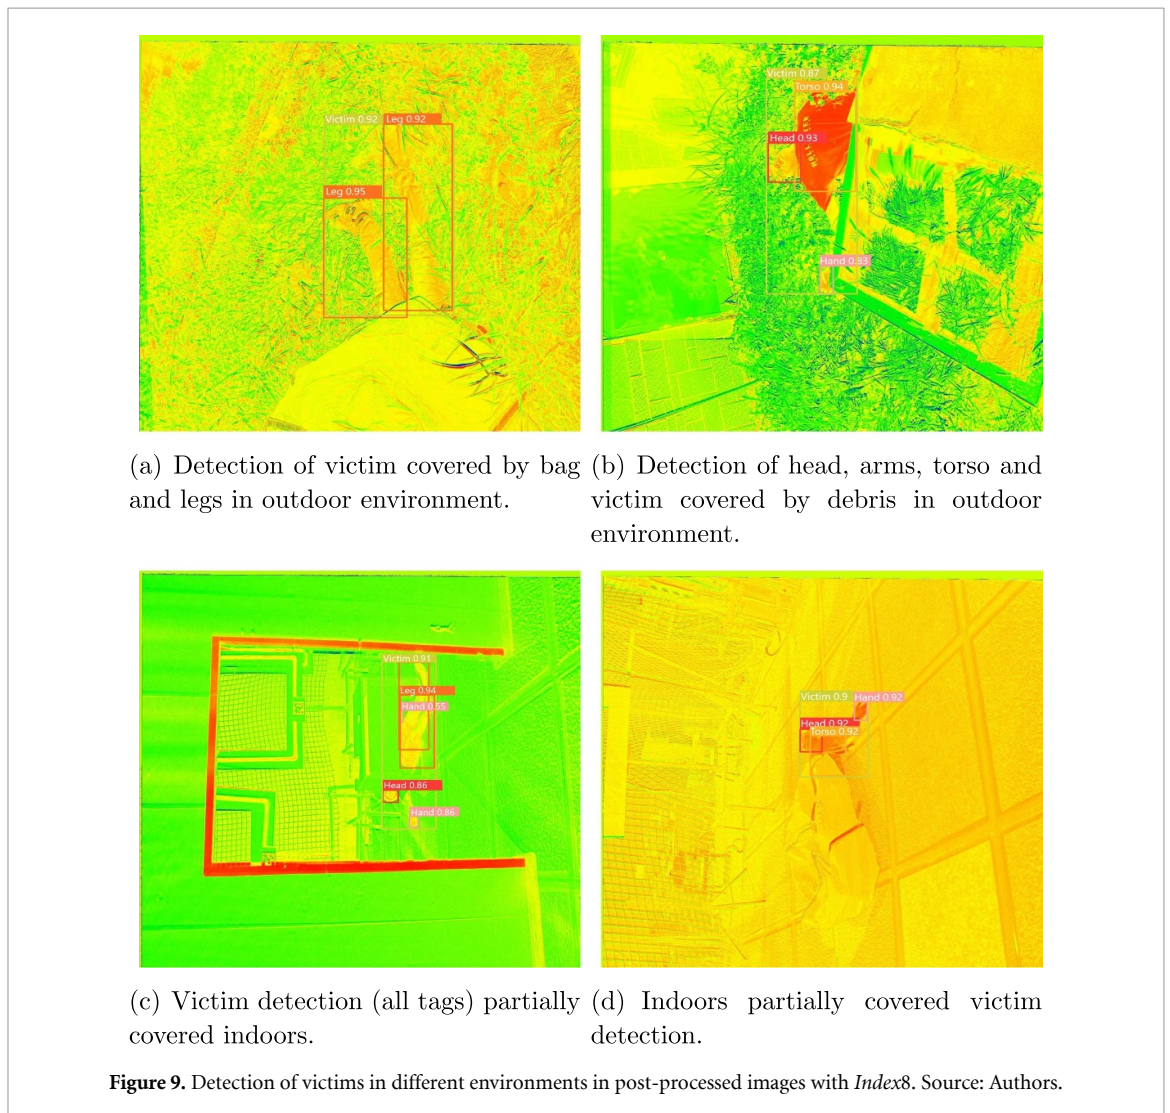 Victim 0.92 Leg 0.92
Leg 0.95
Victim 0.87
Torso 0.94
Head 0.93
Hand 0.33
(a) Detection of victim covered by bag
and legs in outdoor environment.
(b) Detection of head, arms, torso and
victim covered by debris in outdoor
environment.
Victim 0.91
Leg 0.94
Hand 0.55
Head 0.86
Hand 0.86
Victim 0.9 Hand 0.92
Head 0.92
Torso 0.92
(c) Victim detection (all tags) partially
covered indoors.
(d) Indoors partially covered victim
detection.
Figure 9. Detection of victims in different environments in post-processed images with Index8. Source: Authors.